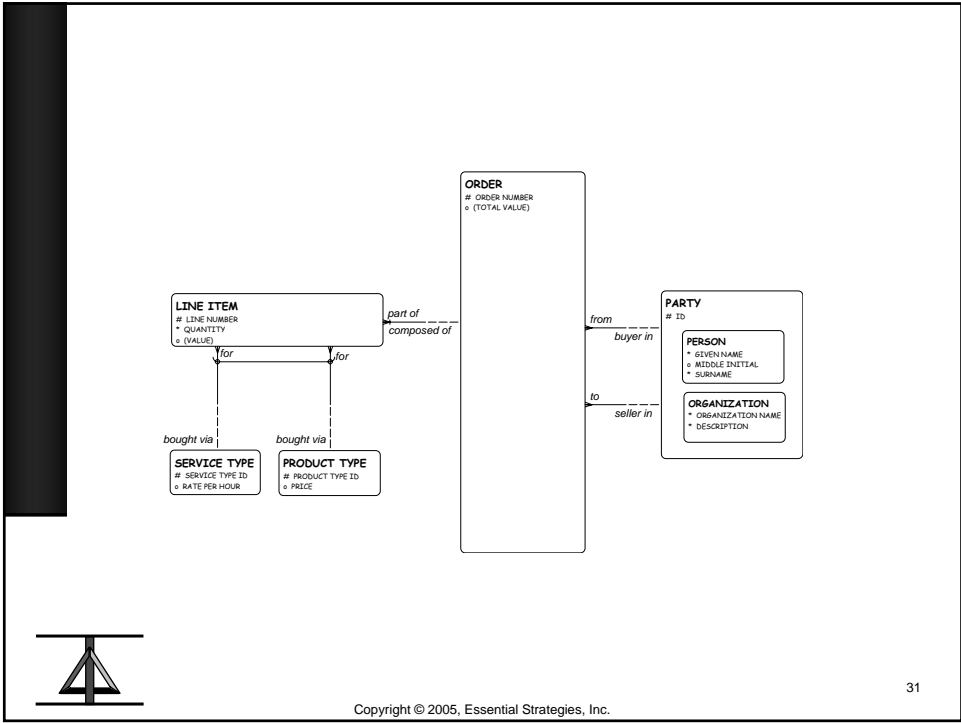 ORDER
# ORDER NUMBER
o (TOTAL VALUE)
LINE ITEM
# LINE NUMBER
* QUANTITY
o (VALUE)
part of
composed of
for
for
bought via
bought via
SERVICE TYPE
# SERVICE TYPE ID
o RATE PER HOUR
PRODUCT TYPE
# PRODUCT TYPE ID
o PRICE
from
buyer in
to
seller in
PARTY
# ID
PERSON
* GIVEN NAME
o MIDDLE INITIAL
* SURNAME
ORGANIZATION
* ORGANIZATION NAME
* DESCRIPTION
31
Copyright © 2005, Essential Strategies, Inc.